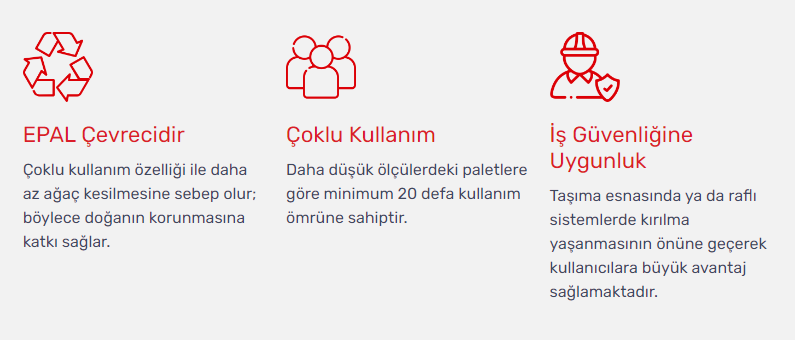 EPAL Çevrecidir
Çoklu kullanım özelliği ile daha
az ağaç kesilmesine sebep olur;
böylece doğanın korunmasına
katkı sağlar.
Çoklu Kullanım
Daha düşük ölçülerdeki paletlere
göre minimum 20 defa kullanım
ömrüne sahiptir.
İş Güvenliğine
Uygunluk
Taşıma esnasında ya da raflı
sistemlerde kırılma
yaşanmasının önüne geçerek
kullanıcılara büyük avantaj
sağlamaktadır.